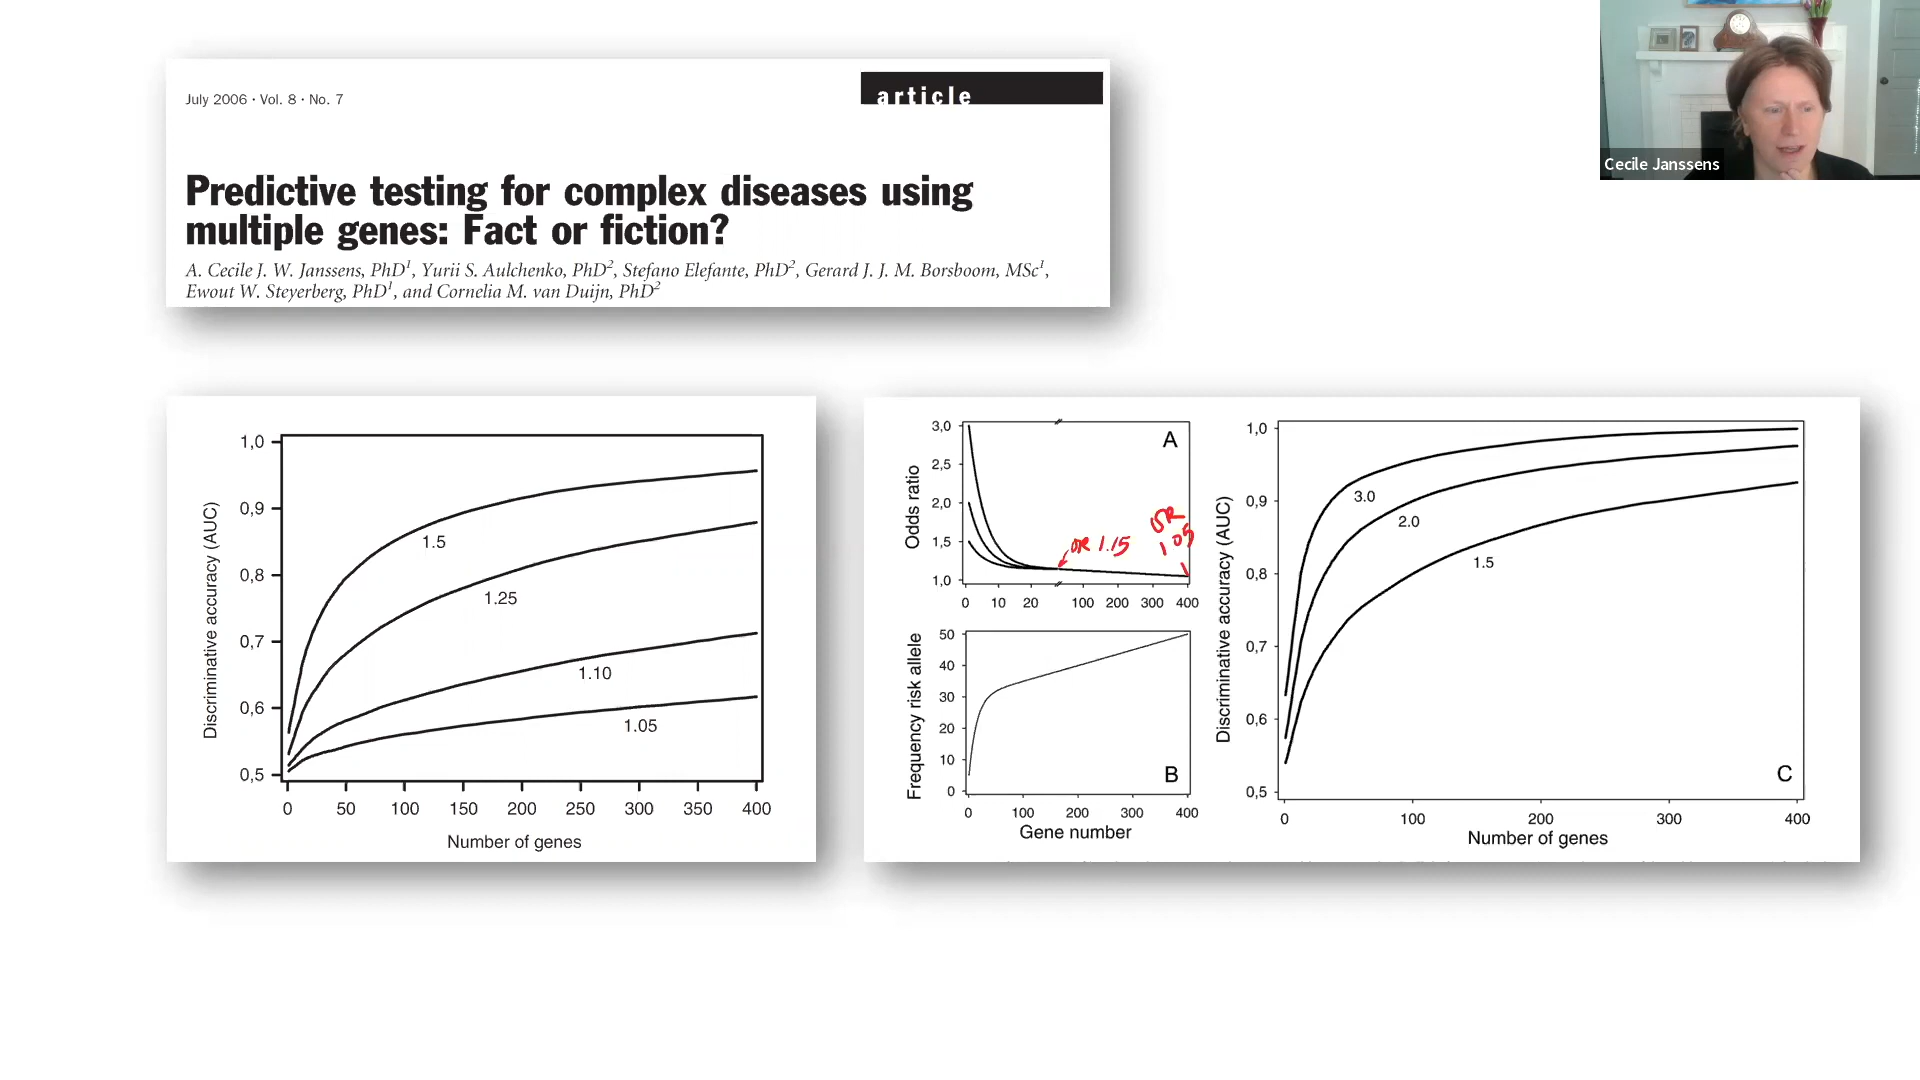 July 2006 · Vol. 8 · No. 7
article
Predictive testing for complex diseases using
multiple genes: Fact or fiction?
A. Cecile J. W. Janssens, PhD1, Yurii S. Aulchenko, PhD2, Stefano Elefante, PhD2, Gerard J. J. M. Borsboom, MSc1,
Ewout W. Steyerberg, PhD1, and Cornelia M. van Duijn, PhD2
Cecile Janssens
Discriminative accuracy (AUC)
1,0
0,9
0,8
0,7
0,6
0,5
1.5
1.25
1.10
1.05
0 50 100 150 200 250 300 350 400
Number of genes
Odds ratio
3,0
2,5
2,0
1,5
1,0
A
OR 1.15
OR
1 05
0 10 20 100 200 300 400
Frequency risk allele
50
40
30
20
10
0
B
0 100 200 300 400
Gene number
Discriminative accuracy (AUC)
1,0
0,9
0,8
0,7
0,6
0,5
3.0
2.0
1.5
C
0 100 200 300 400
Number of genes